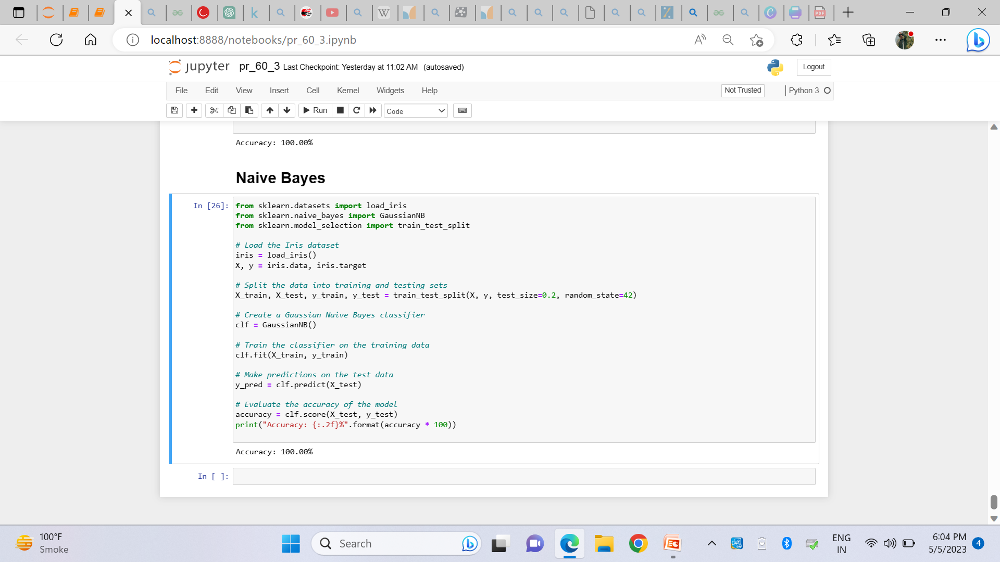 localhost:8888/notebooks/pr_60_3.ipynb
jupyter pr_60_3 Last Checkpoint: Yesterday at 11:02 AM (autosaved)
Logout
File Edit View Insert Cell Kernel Widgets Help
Not Trusted
Python 3
Run
Code
Accuracy: 100.00%
Naive Bayes
In [26]:
from sklearn.datasets import load_iris
from sklearn.naive_bayes import GaussianNB
from sklearn.model_selection import train_test_split
# Load the Iris dataset
iris = load_iris()
X, y = iris.data, iris.target
# Split the data into training and testing sets
X_train, X_test, y_train, y_test = train_test_split(X, y, test_size=0.2, random_state=42)
# Create a Gaussian Naive Bayes classifier
clf = GaussianNB()
# Train the classifier on the training data
clf.fit(X_train, y_train)
# Make predictions on the test data
y_pred = clf.predict(X_test)
# Evaluate the accuracy of the model
accuracy = clf.score(X_test, y_test)
print("Accuracy: {:.2f}%".format(accuracy * 100))
Accuracy: 100.00%
In [ ]:
100°F
Smoke
Search
ENG
IN
6:04 PM
5/5/2023
4